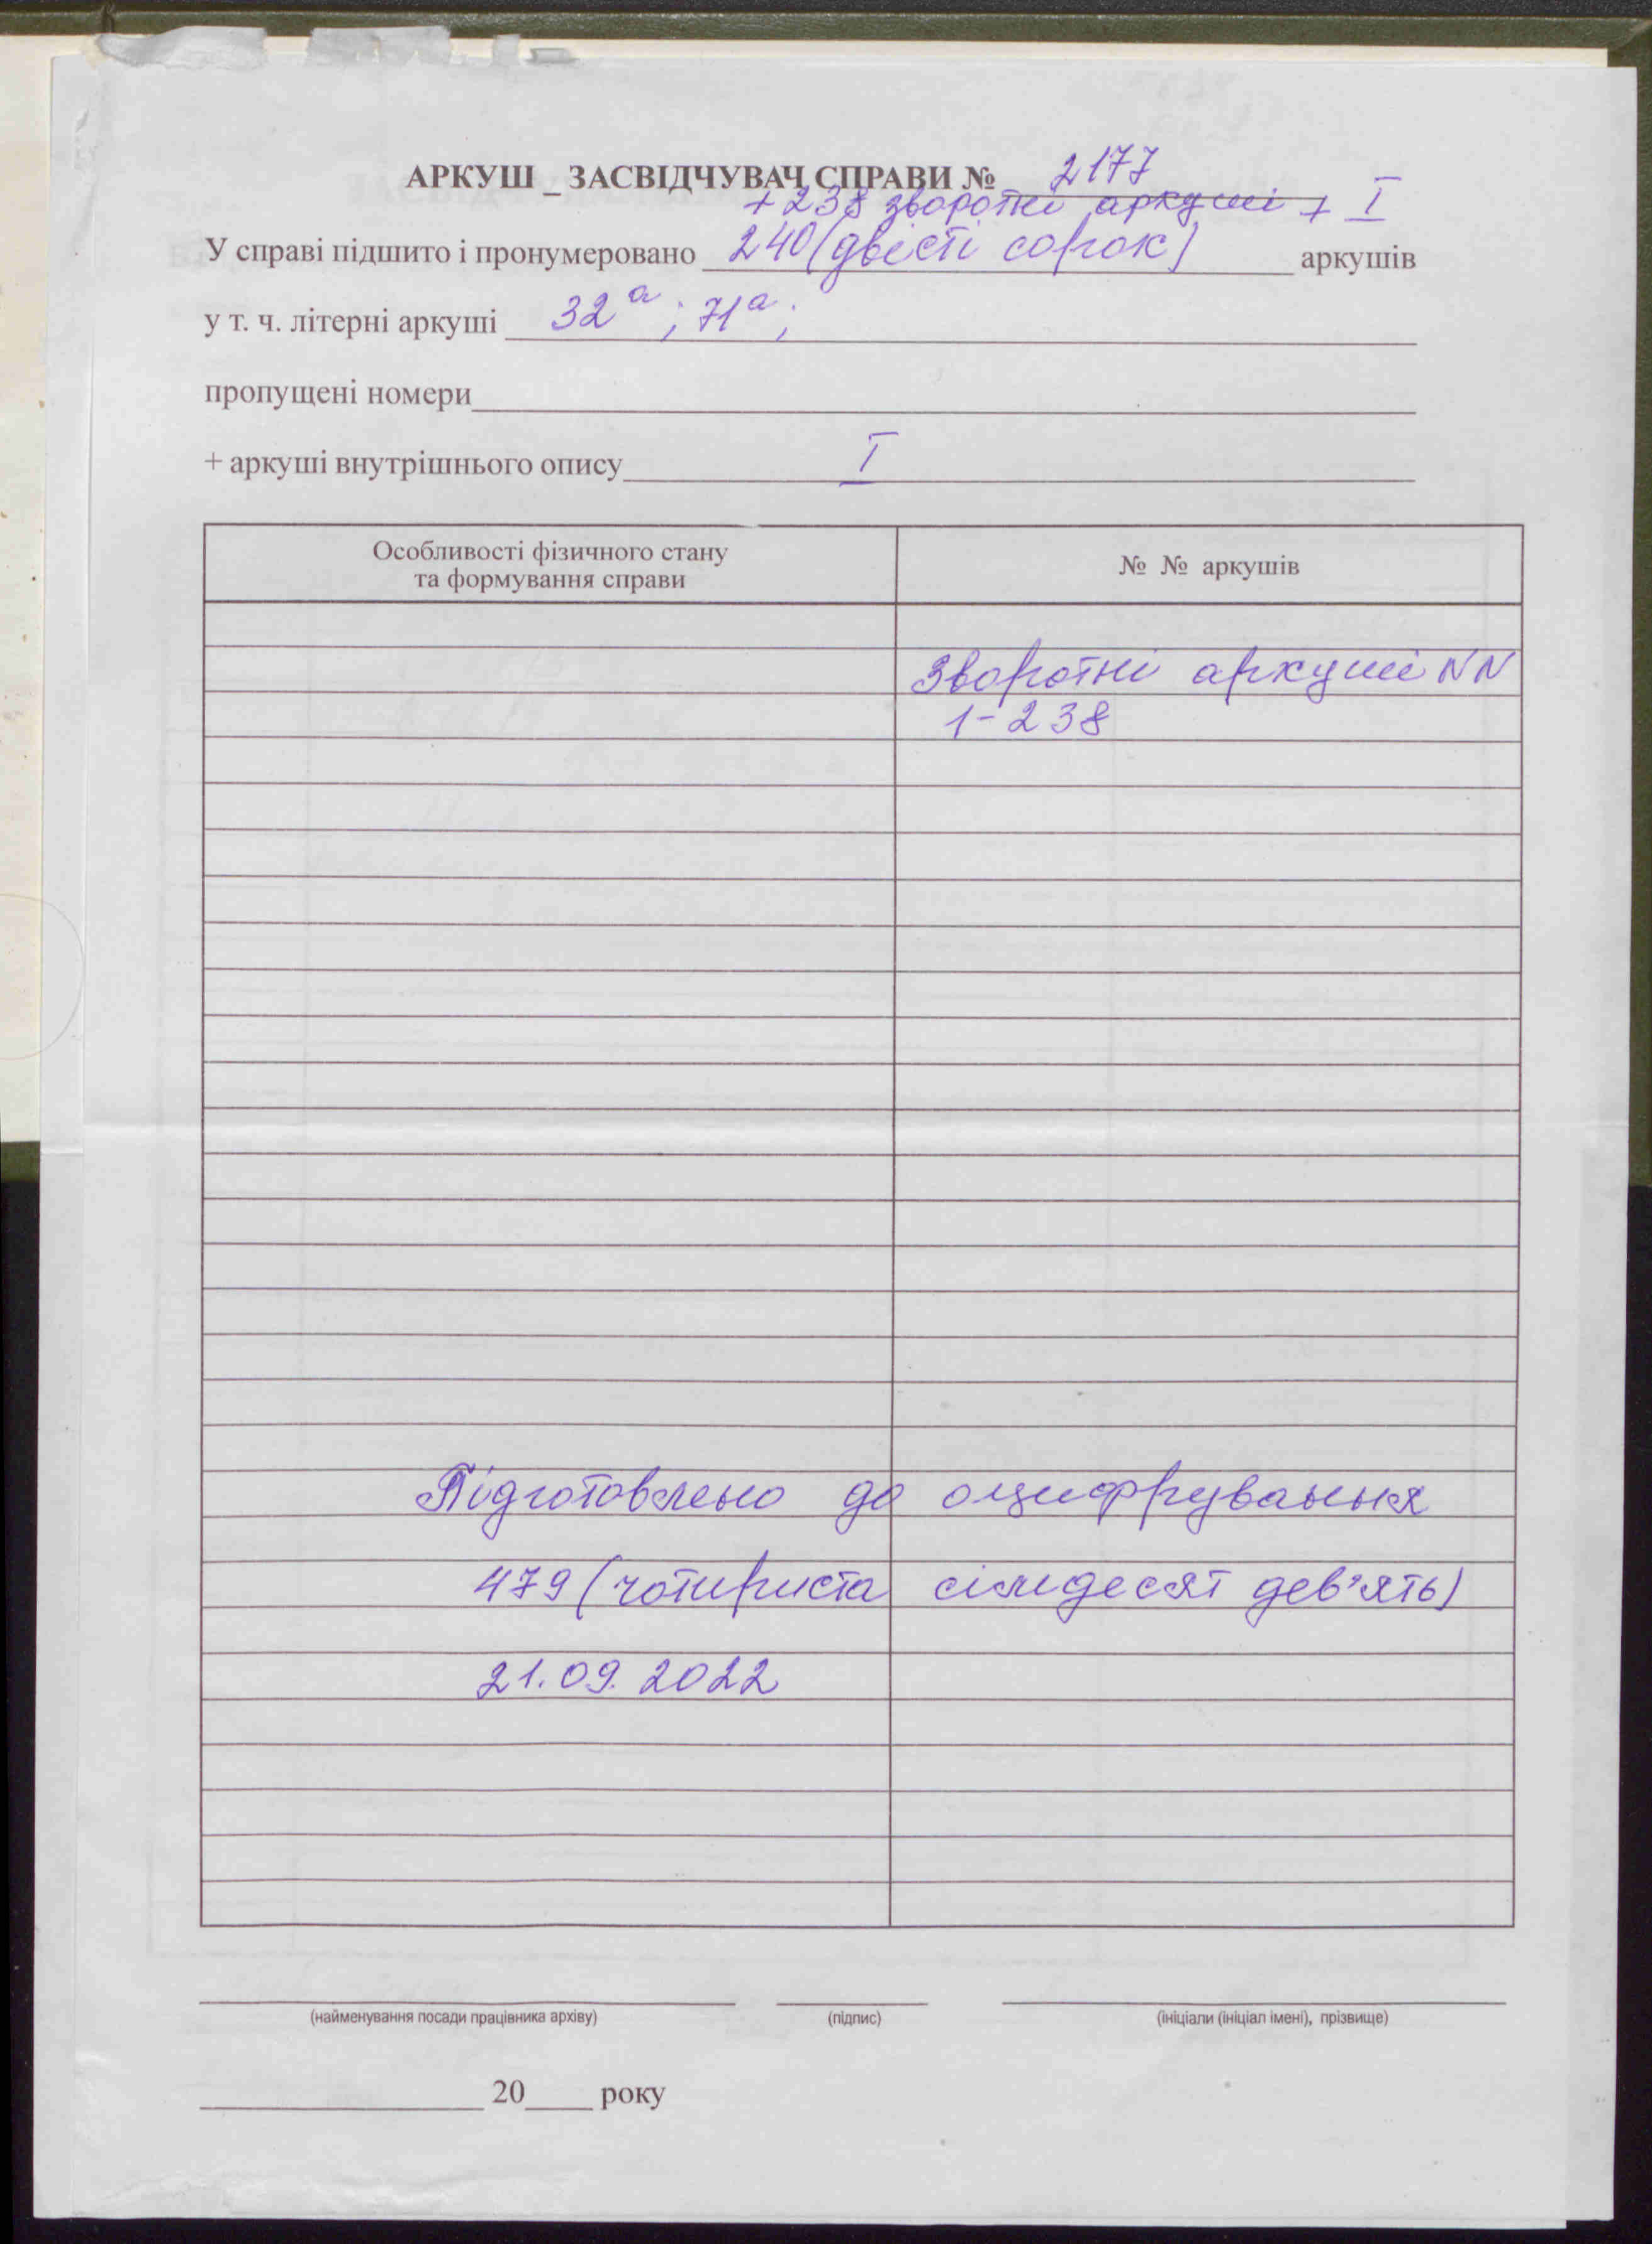 АРКУШ _ ЗАСВІДЧУВАЧ СПРАВИ № 2177
+ 238 зворотні аркуші + I
У справі підшито і пронумеровано 240 (двісті сорок) аркушів
у т. ч. літерні аркуші 32а; 71а;
пропущені номери
+ аркуші внутрішнього опису I
Особливості фізичного стану
та формування справи
№ № аркушів
Зворотні аркуші NN
1-238
Підготовлено до оцифрування
479 (чотириста сімдесят дев'ять)
21.09.2022
(найменування посади працівника архіву) (підпис) (ініціали (ініціал імені), прізвище)
20 року